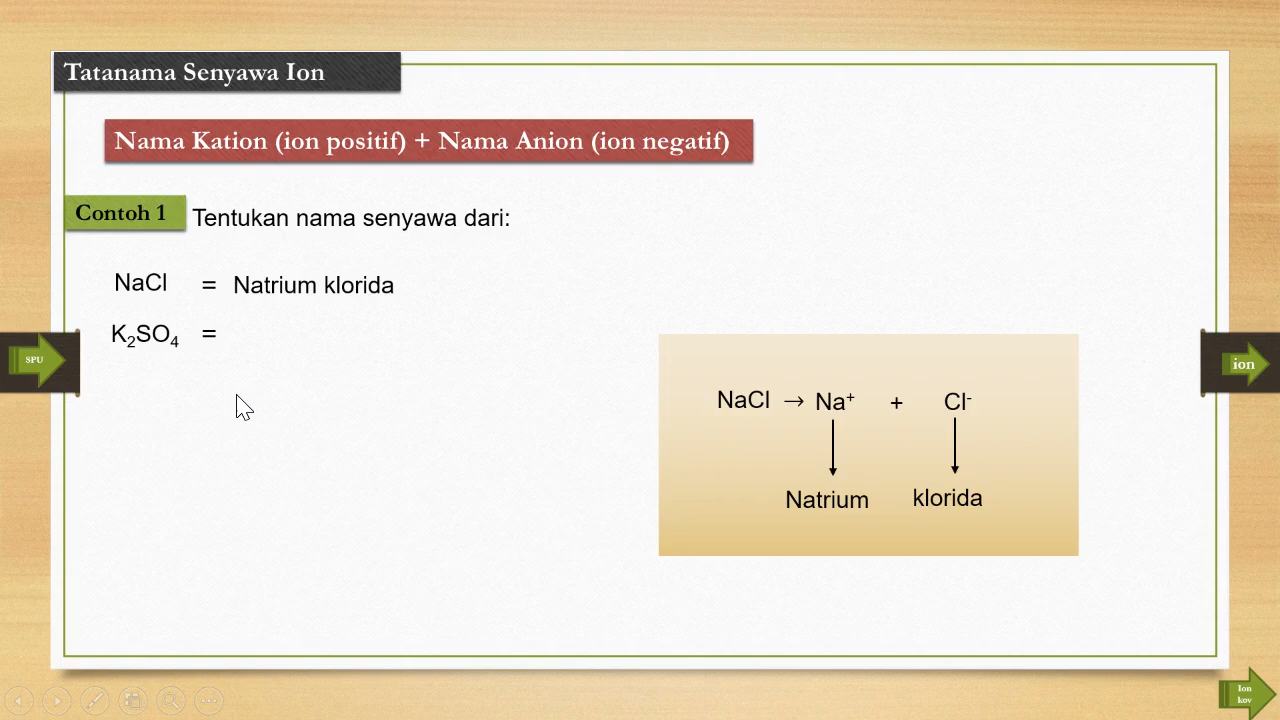 Tatanama Senyawa Ion
Nama Kation (ion positif) + Nama Anion (ion negatif)
Contoh 1 Tentukan nama senyawa dari:
NaCl = Natrium klorida
K₂SO₄ =
SPU
ion
NaCl → Na⁺ + Cl⁻
Natrium klorida
Ion
kov